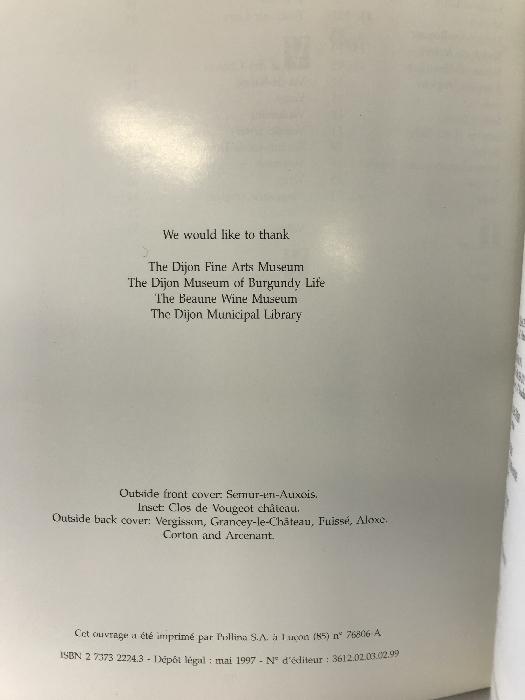 We would like to thank
The Dijon Fine Arts Museum
The Dijon Museum of Burgundy Life
The Beaune Wine Museum
The Dijon Municipal Library
Outside front cover: Semur-en-Auxois.
Inset: Clos de Vougeot château.
Outside back cover: Vergisson, Grancey-le-Château, Fuissé, Aloxe-
Corton and Arcenant.
Cet ouvrage a été imprimé par Pollina S.A. à Luçon (85) n° 76806-A
ISBN 2 7373 2224.3 - Dépôt légal : mai 1997 - N° d'éditeur : 3612.02.03.02.99